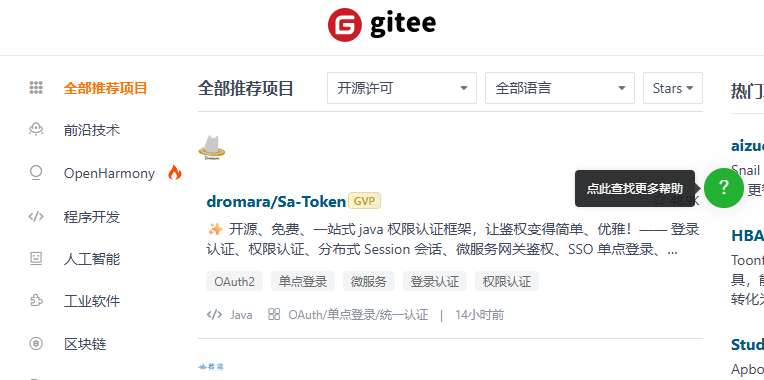 gitee
全部推荐项目
前沿技术
OpenHarmony
程序开发
人工智能
工业软件
区块链
全部推荐项目
开源许可
全部语言
Stars
Dromara
dromara/Sa-Token
GVP
✨ 开源、免费、一站式 java 权限认证框架，让鉴权变得简单、优雅！—— 登录
认证、权限认证、分布式 Session 会话、微服务网关鉴权、SSO 单点登录、...
OAuth2 单点登录 微服务 登录认证 权限认证
Java OAuth/单点登录/统一认证 | 14小时前
点此查找更多帮助
?
热门
aizu
Snail
更
HBA
Toonf
具，
转化为
Stud
Apbo